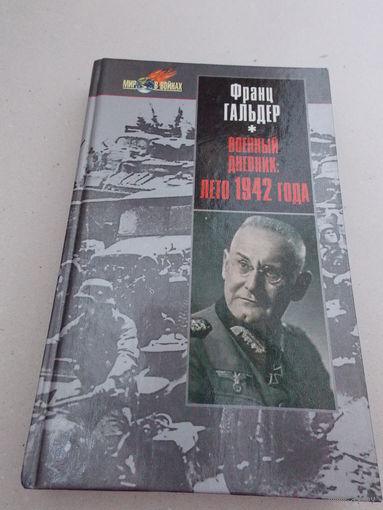 МИР В ВОЙНАХ
Франц
ГАЛЬДЕР
*
ВОЕННЫЙ
ДНЕВНИК:
ЛЕТО 1942 ГОДА